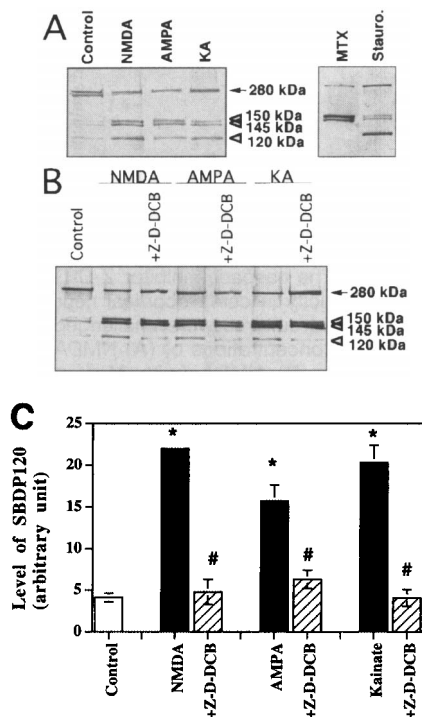 A
Control
NMDA
AMPA
KA
MTX
Stauro.
280 kDa
150 kDa
145 kDa
120 kDa
B
NMDA
AMPA
KA
Control
+Z-D-DCB
+Z-D-DCB
+Z-D-DCB
280 kDa
150 kDa
145 kDa
120 kDa
C
Level of SBDP120
(arbitrary unit)
25
20
15
10
5
0
*
#
*
#
*
#
Control
NMDA
+Z-D-DCB
AMPA
+Z-D-DCB
Kainate
+Z-D-DCB